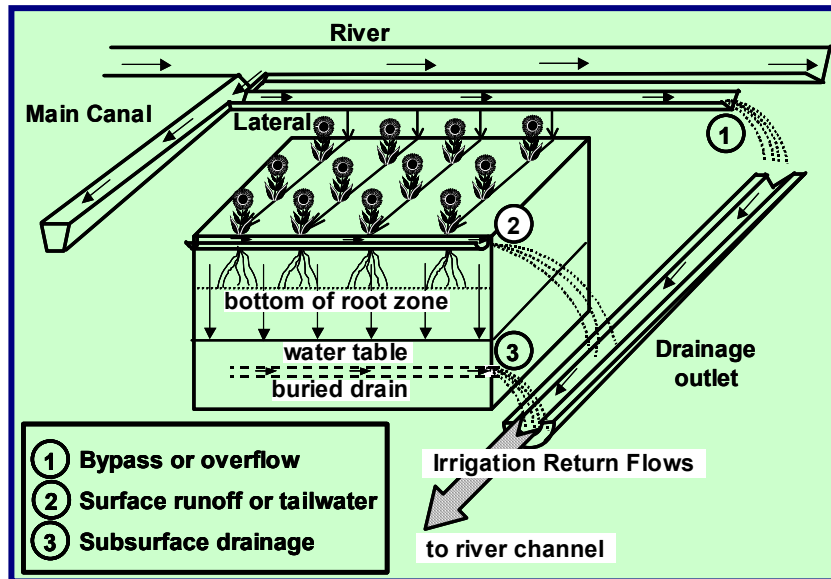 River
Main Canal
Lateral
1
2
bottom of root zone
water table
3
buried drain
Drainage
outlet
1 Bypass or overflow
2 Surface runoff or tailwater
3 Subsurface drainage
Irrigation Return Flows
to river channel